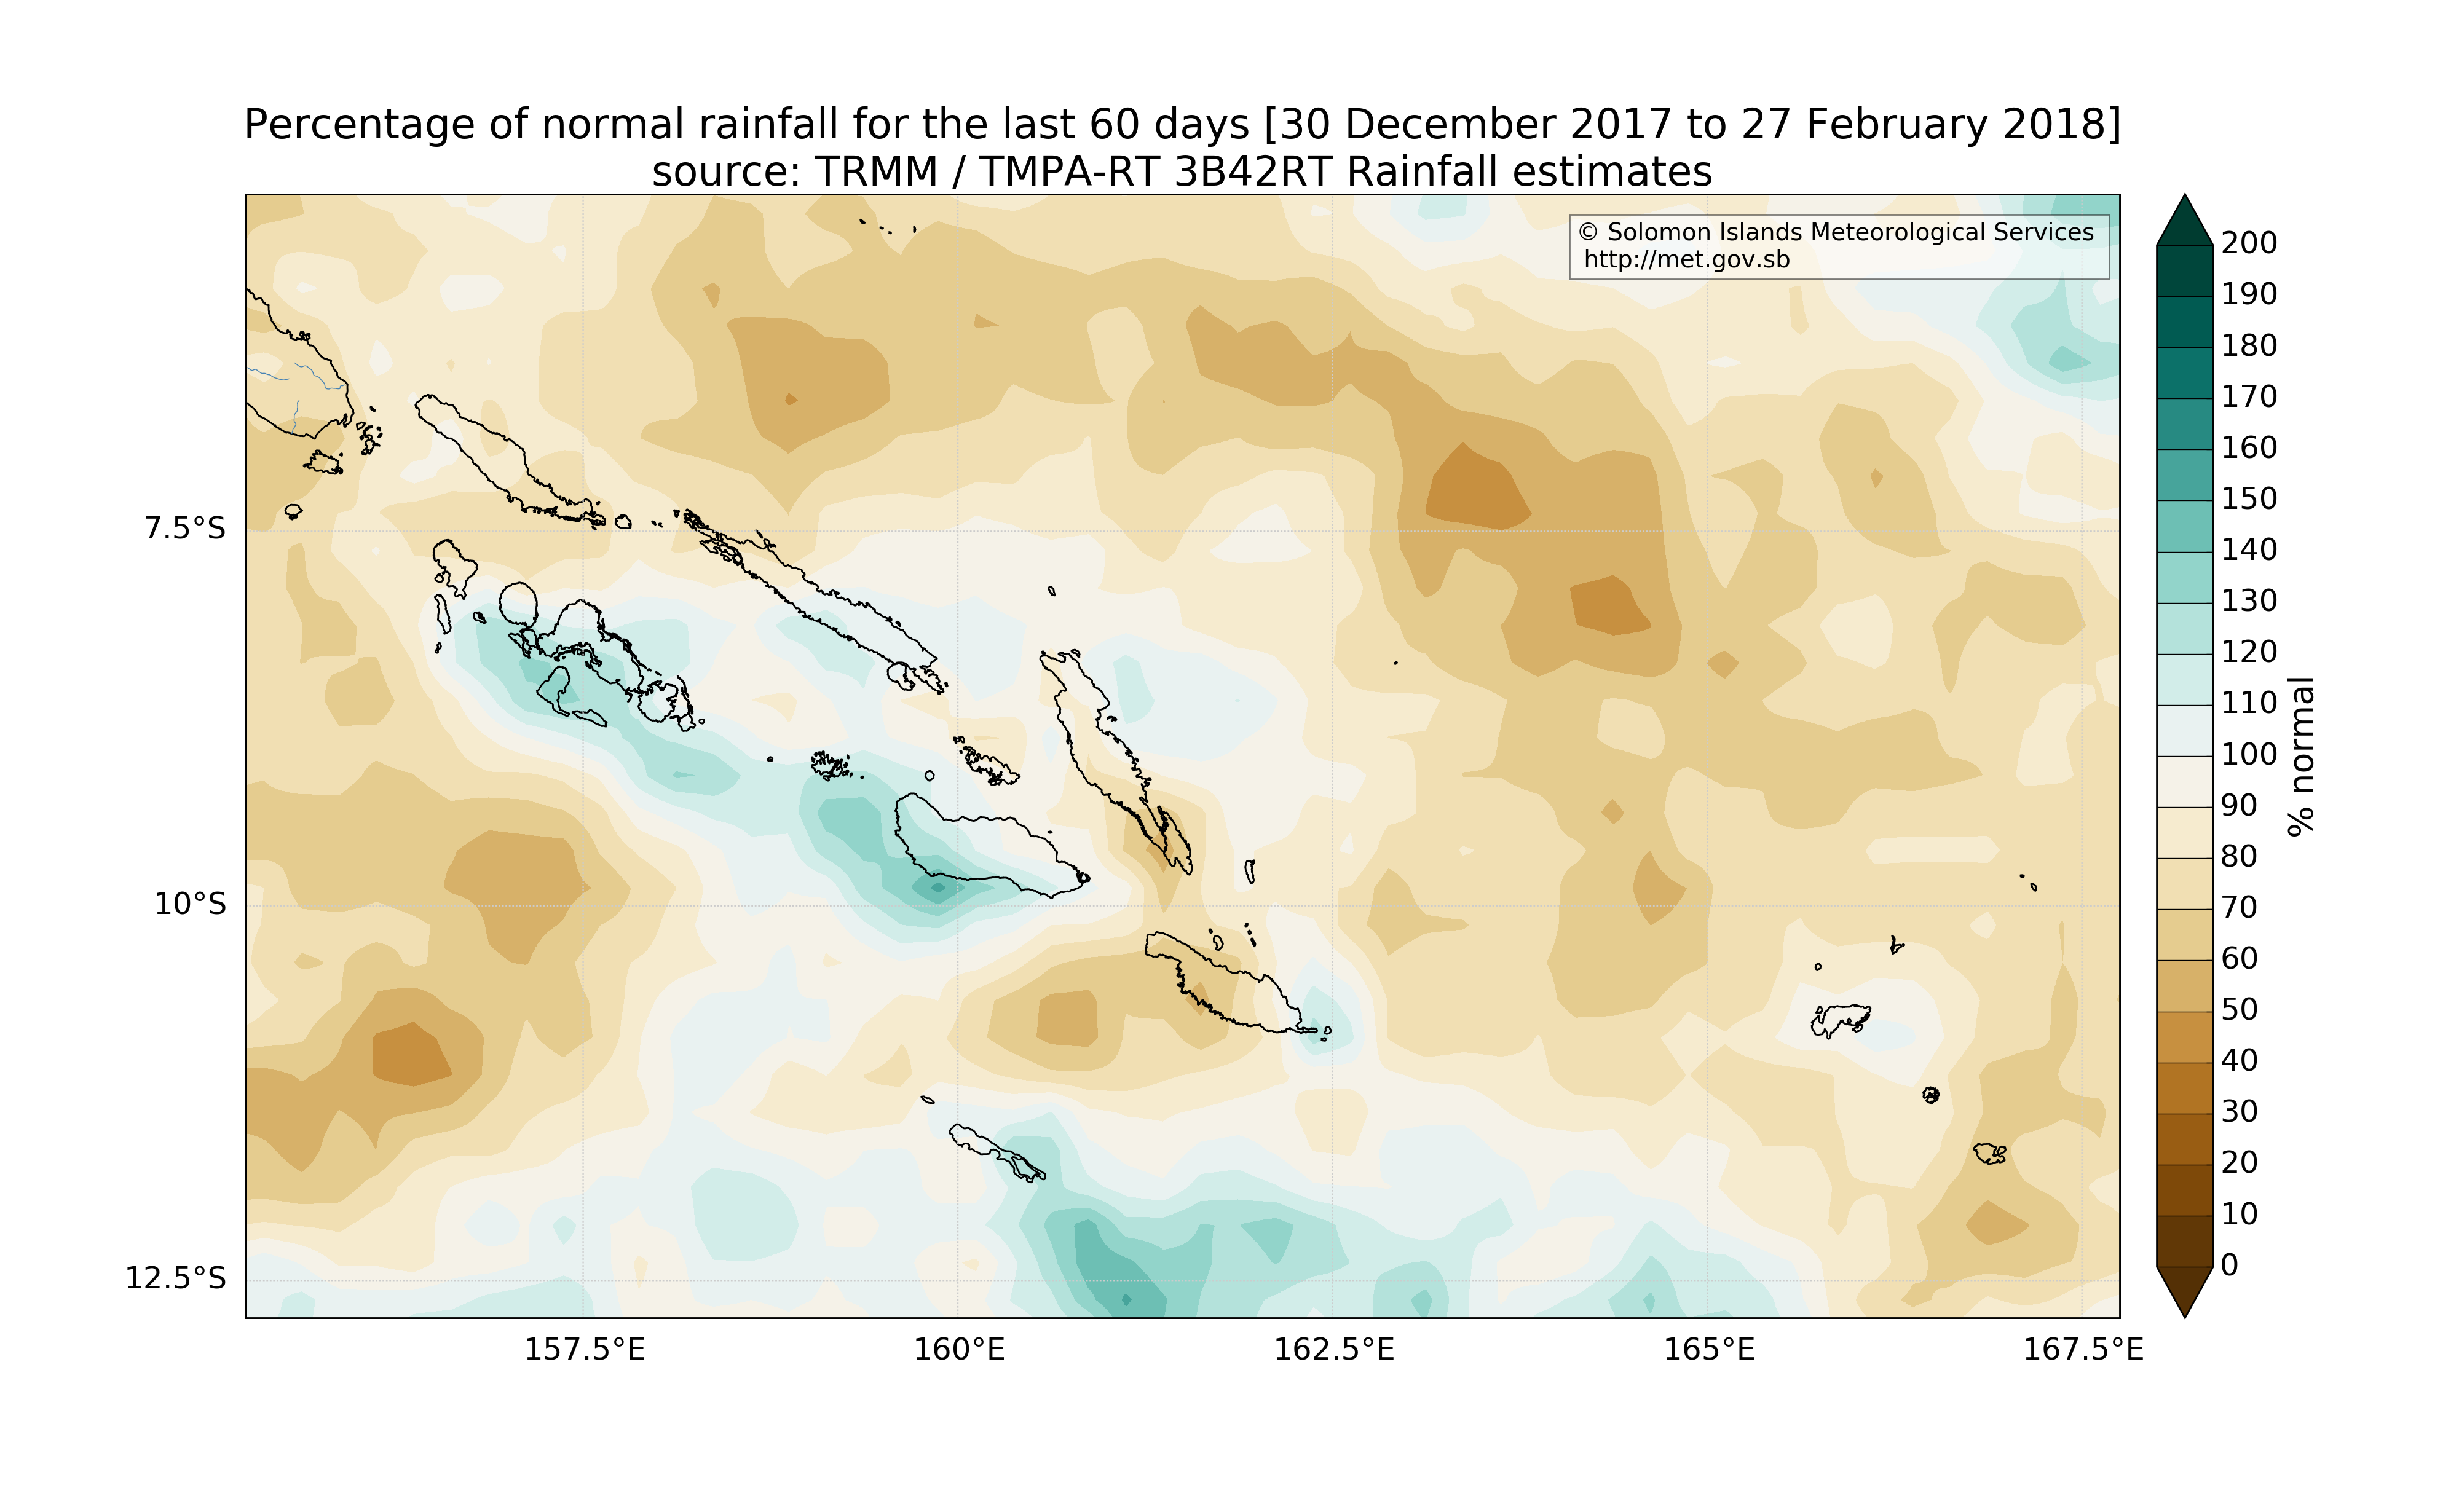 Percentage of normal rainfall for the last 60 days [30 December 2017 to 27 February 2018]
source: TRMM / TMPA-RT 3B42RT Rainfall estimates
© Solomon Islands Meteorological Services
http://met.gov.sb
200
190
180
170
160
150
140
130
120
110
100
90
80
70
60
50
40
30
20
10
0
% normal
7.5°S
10°S
12.5°S
157.5°E
160°E
162.5°E
165°E
167.5°E